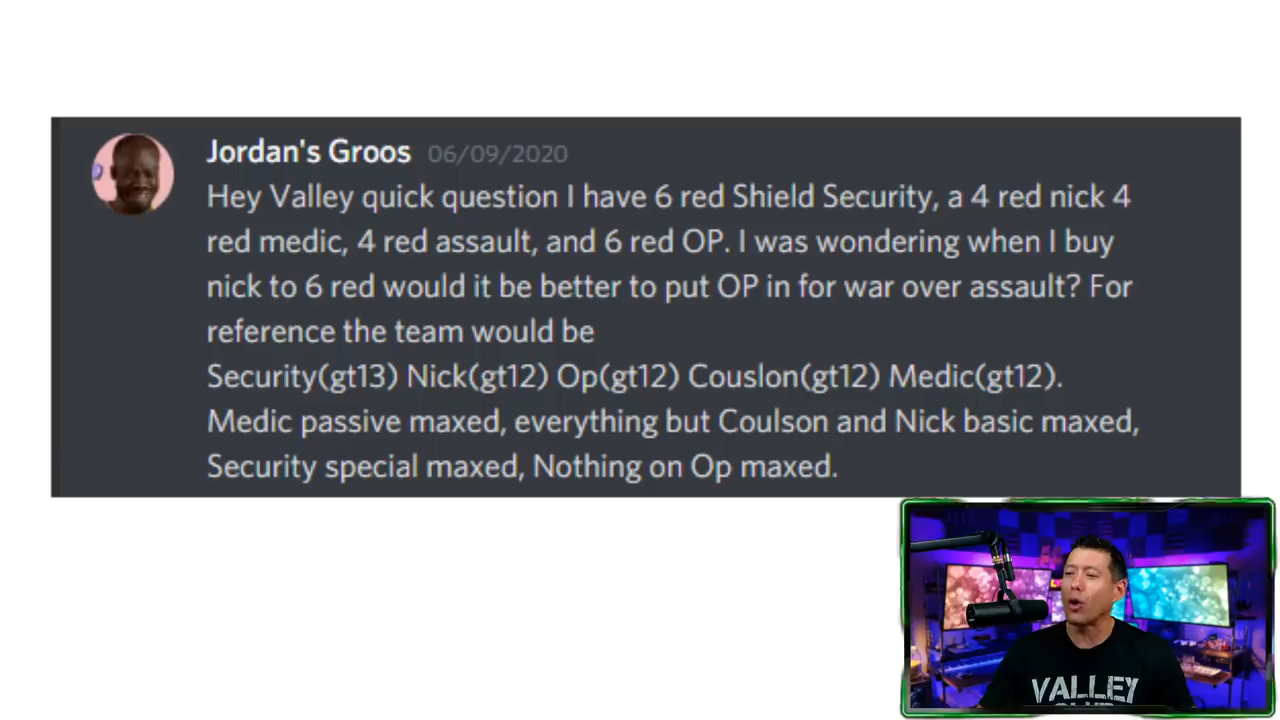 Jordan's Groos 06/09/2020
Hey Valley quick question I have 6 red Shield Security, a 4 red nick 4
red medic, 4 red assault, and 6 red OP. I was wondering when I buy
nick to 6 red would it be better to put OP in for war over assault? For
reference the team would be
Security(gt13) Nick(gt12) Op(gt12) Couslon(gt12) Medic(gt12).
Medic passive maxed, everything but Coulson and Nick basic maxed,
Security special maxed, Nothing on Op maxed.
VALLEY